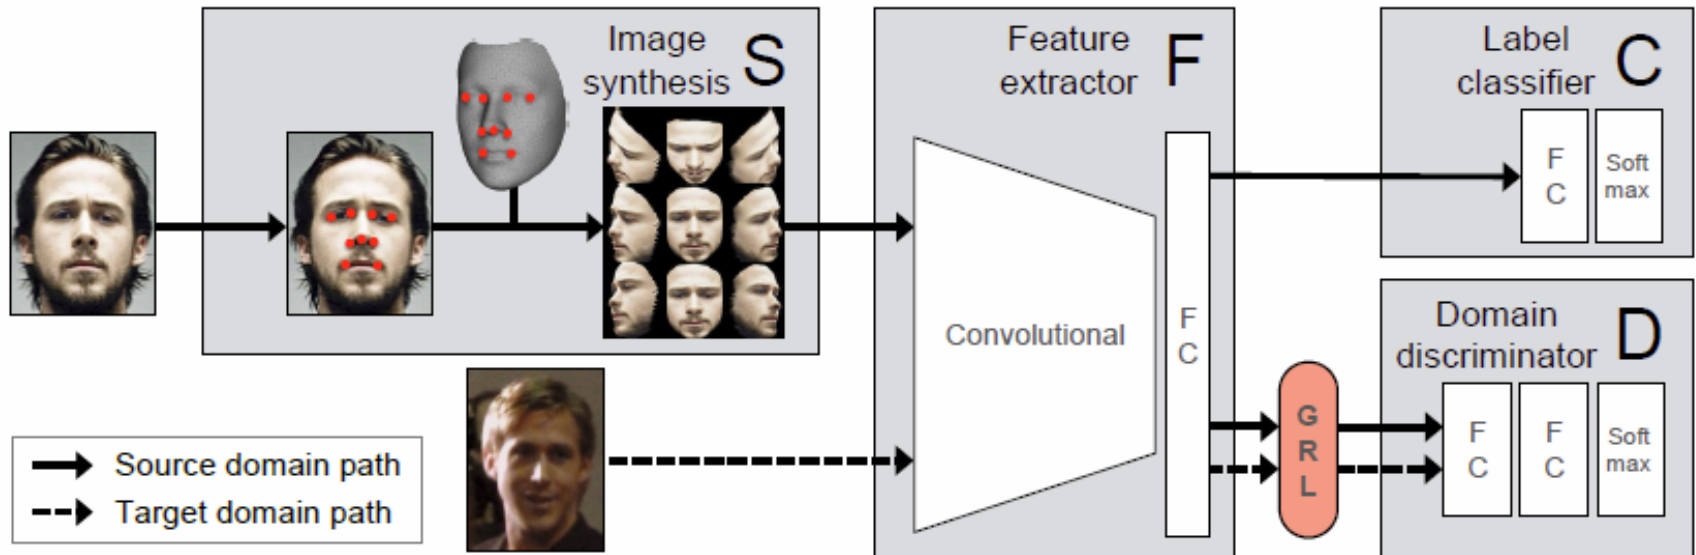 Image
synthesis
S
Feature
extractor
F
Convolutional
F
C
Label
classifier
C
F
C
Soft
max
G
R
L
Domain
discriminator
D
F
C
F
C
Soft
max
Source domain path
Target domain path